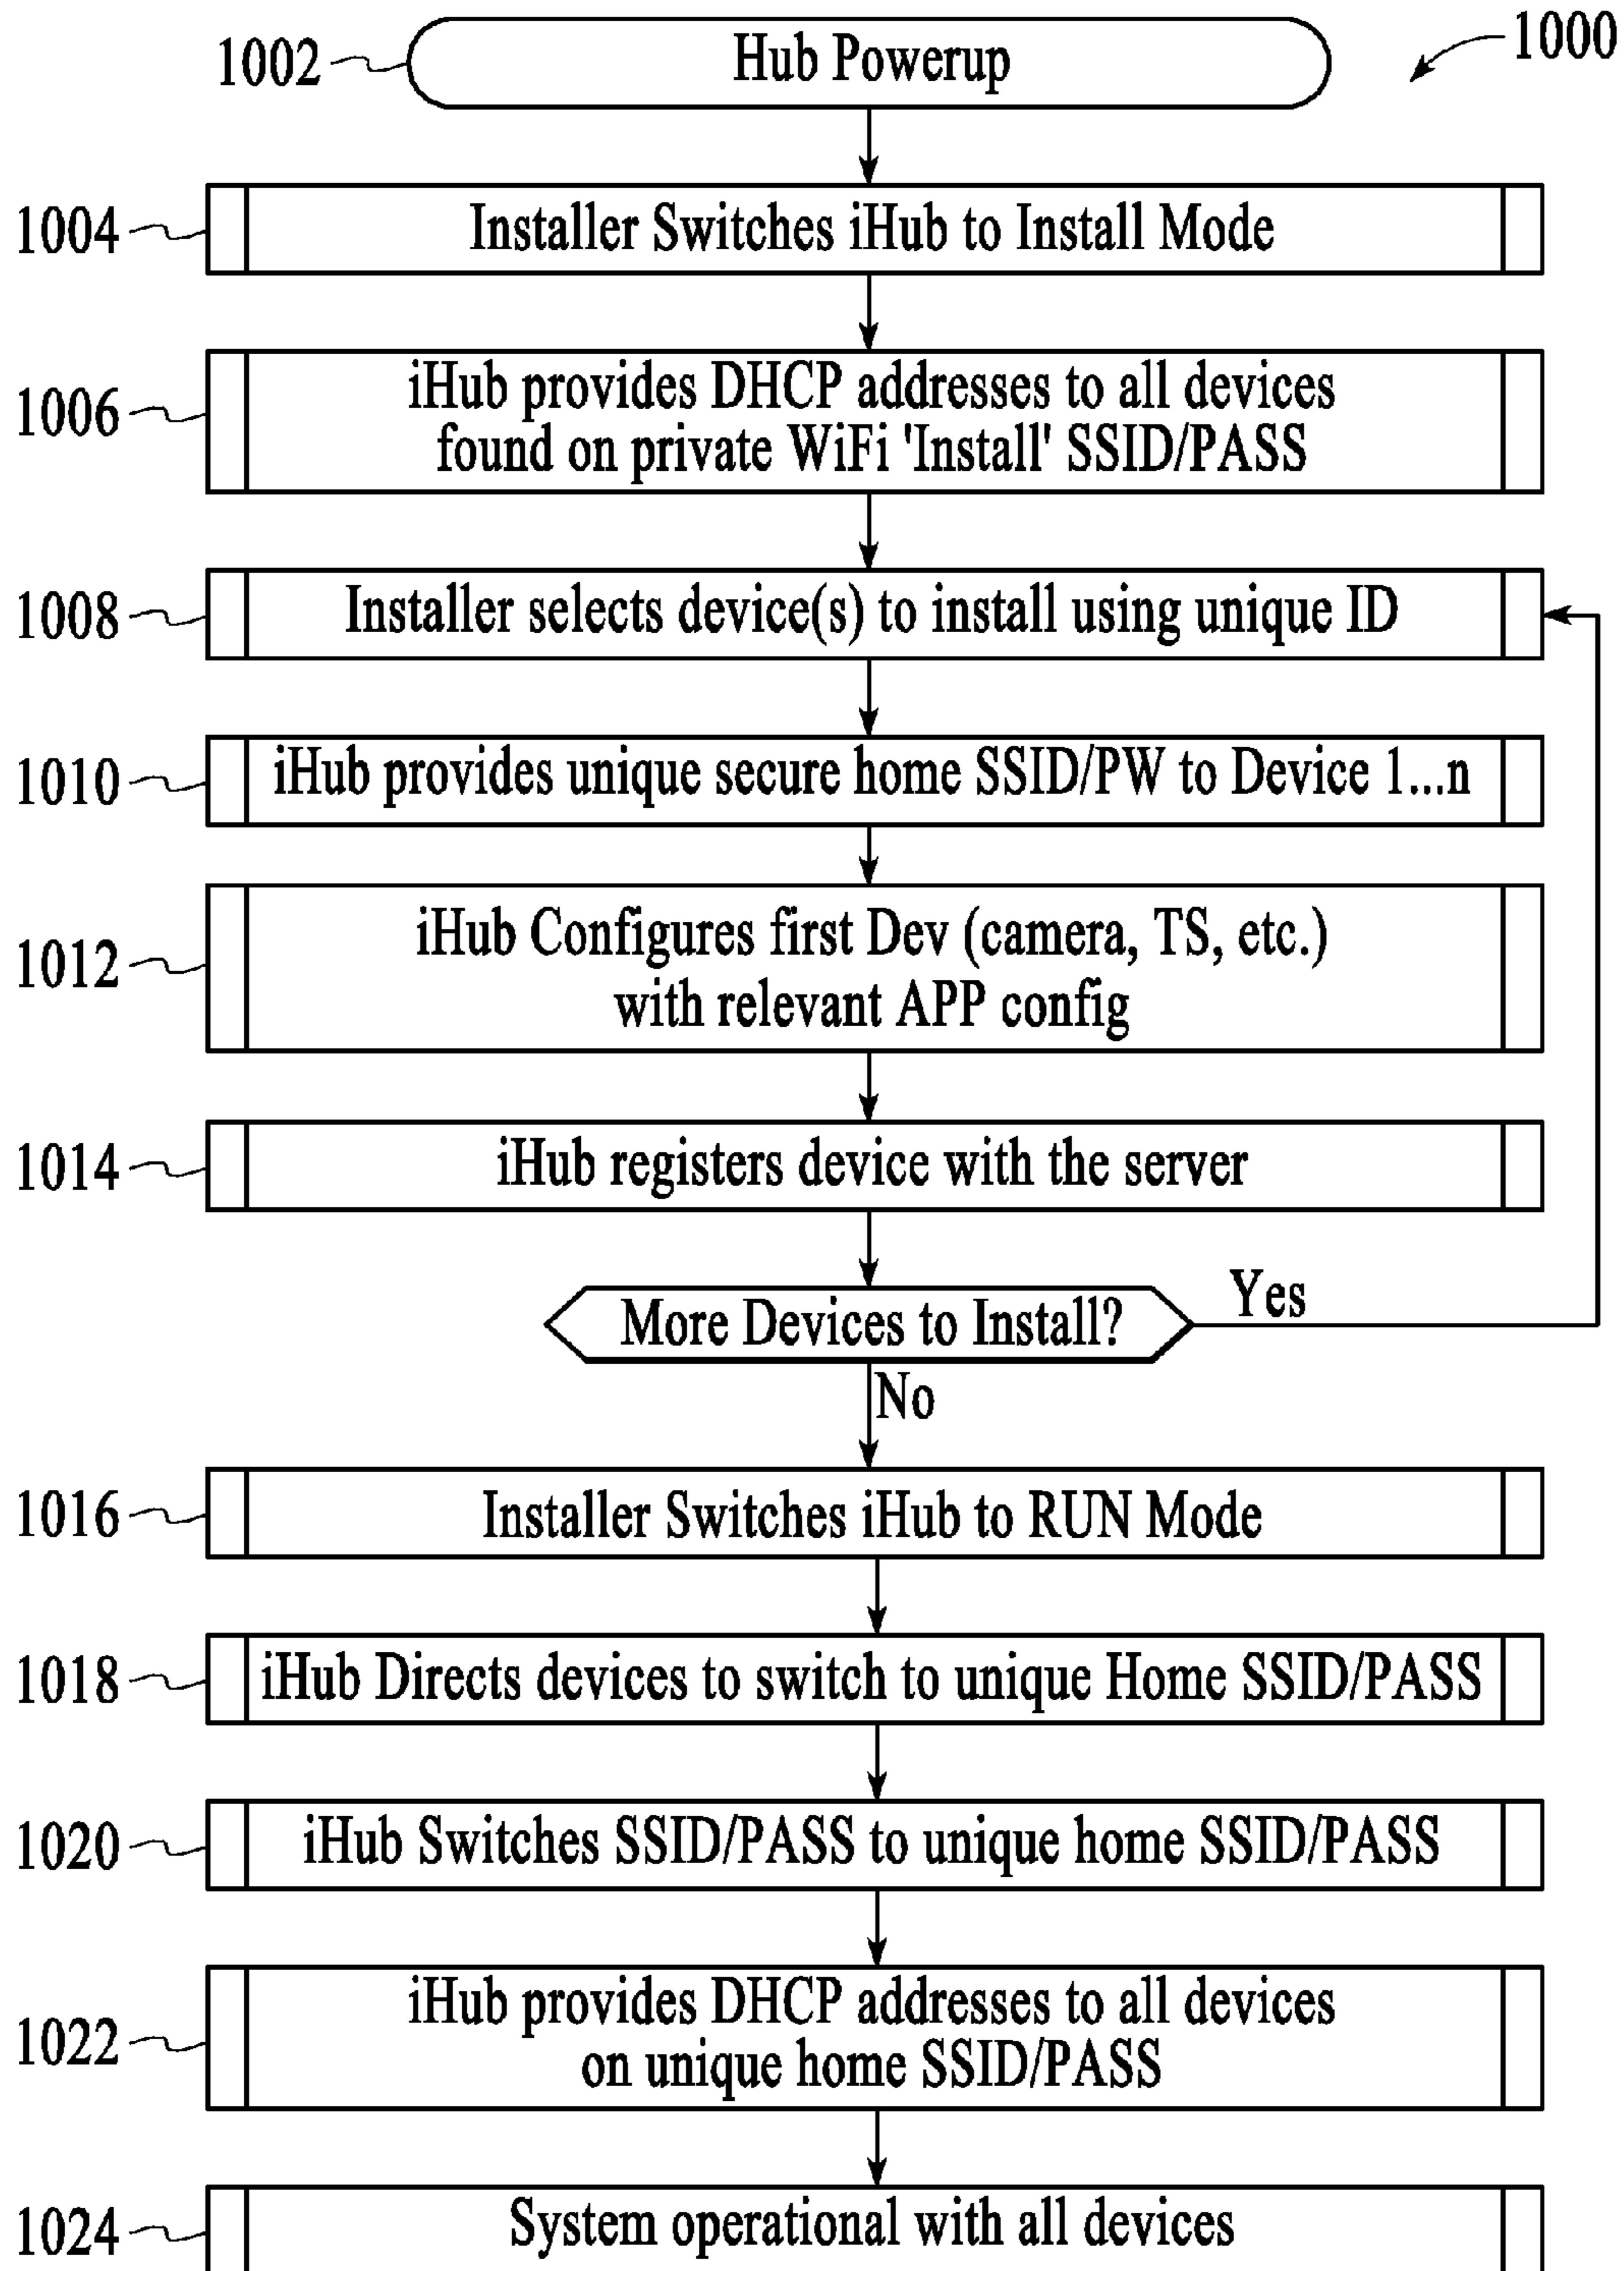 1000
1002
Hub Powerup
1004
Installer Switches iHub to Install Mode
1006
iHub provides DHCP addresses to all devices
found on private WiFi 'Install' SSID/PASS
1008
Installer selects device(s) to install using unique ID
1010
iHub provides unique secure home SSID/PW to Device 1...n
1012
iHub Configures first Dev (camera, TS, etc.)
with relevant APP config
1014
iHub registers device with the server
More Devices to Install?
Yes
No
1016
Installer Switches iHub to RUN Mode
1018
iHub Directs devices to switch to unique Home SSID/PASS
1020
iHub Switches SSID/PASS to unique home SSID/PASS
1022
iHub provides DHCP addresses to all devices
on unique home SSID/PASS
1024
System operational with all devices